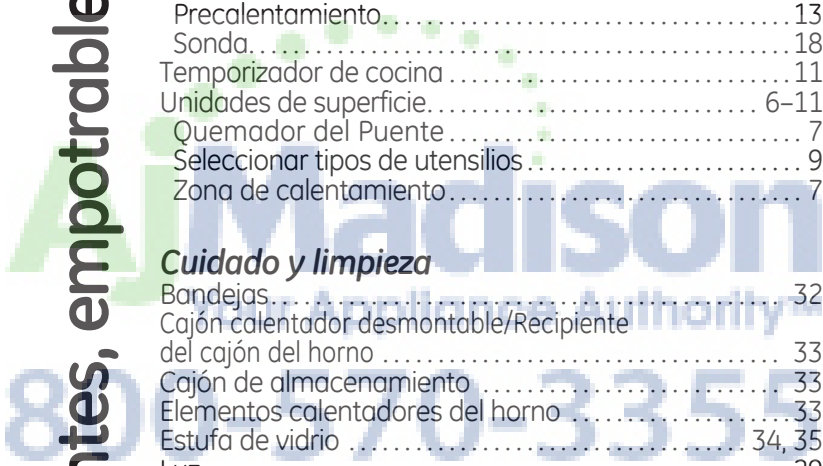 Precalentamiento. . . . . . . . . . . . . . . . . . . . . . . . . . . . . . . . . . . . . . . . 13
Sonda. . . . . . . . . . . . . . . . . . . . . . . . . . . . . . . . . . . . . . . . . . . . . . . . . . 18
Temporizador de cocina . . . . . . . . . . . . . . . . . . . . . . . . . . . . . . . . . . 11
Unidades de superficie. . . . . . . . . . . . . . . . . . . . . . . . . . . . . . . . . 6–11
Quemador del Puente . . . . . . . . . . . . . . . . . . . . . . . . . . . . . . . . . . . . 7
Seleccionar tipos de utensilios . . . . . . . . . . . . . . . . . . . . . . . . . . . 9
Zona de calentamiento. . . . . . . . . . . . . . . . . . . . . . . . . . . . . . . . . . . 7
Cuidado y limpieza
Bandejas. . . . . . . . . . . . . . . . . . . . . . . . . . . . . . . . . . . . . . . . . . . . . . . . . 32
Cajón calentador desmontable/Recipiente
del cajón del horno . . . . . . . . . . . . . . . . . . . . . . . . . . . . . . . . . . . . . . 33
Cajón de almacenamiento . . . . . . . . . . . . . . . . . . . . . . . . . . . . . . . 33
Elementos calentadores del horno . . . . . . . . . . . . . . . . . . . . . . . 33
Estufa de vidrio . . . . . . . . . . . . . . . . . . . . . . . . . . . . . . . . . . . . . . 34, 35
empotrable
AjMadison
Your Appliance Authority™
800-570-3355